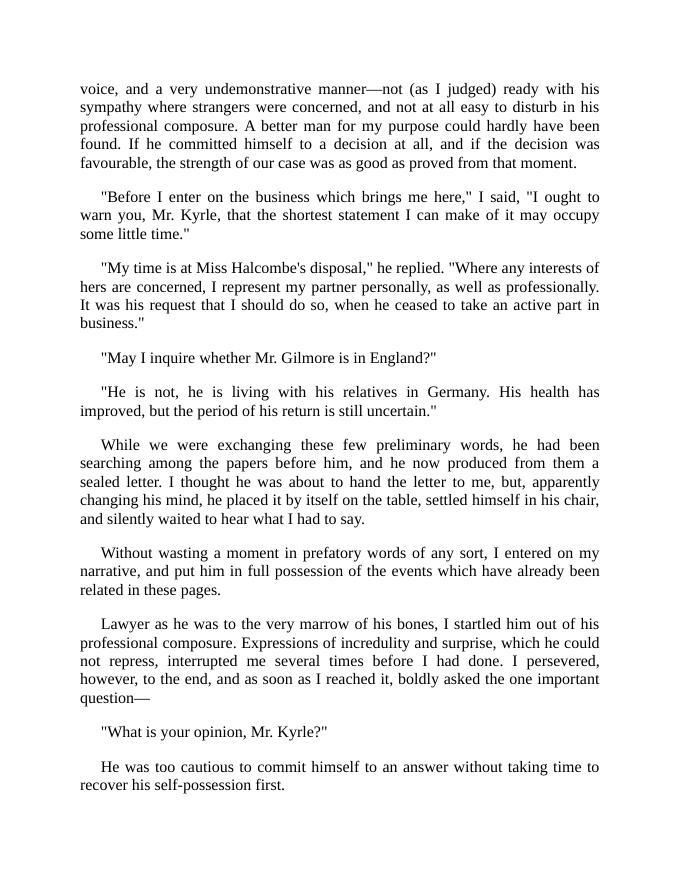 voice, and a very undemonstrative manner—not (as I judged) ready with his
sympathy where strangers were concerned, and not at all easy to disturb in his
professional composure. A better man for my purpose could hardly have been
found. If he committed himself to a decision at all, and if the decision was
favourable, the strength of our case was as good as proved from that moment.
"Before I enter on the business which brings me here," I said, "I ought to
warn you, Mr. Kyrle, that the shortest statement I can make of it may occupy
some little time."
"My time is at Miss Halcombe's disposal," he replied. "Where any interests of
hers are concerned, I represent my partner personally, as well as professionally.
It was his request that I should do so, when he ceased to take an active part in
business."
"May I inquire whether Mr. Gilmore is in England?"
"He is not, he is living with his relatives in Germany. His health has
improved, but the period of his return is still uncertain."
While we were exchanging these few preliminary words, he had been
searching among the papers before him, and he now produced from them a
sealed letter. I thought he was about to hand the letter to me, but, apparently
changing his mind, he placed it by itself on the table, settled himself in his chair,
and silently waited to hear what I had to say.
Without wasting a moment in prefatory words of any sort, I entered on my
narrative, and put him in full possession of the events which have already been
related in these pages.
Lawyer as he was to the very marrow of his bones, I startled him out of his
professional composure. Expressions of incredulity and surprise, which he could
not repress, interrupted me several times before I had done. I persevered,
however, to the end, and as soon as I reached it, boldly asked the one important
question—
"What is your opinion, Mr. Kyrle?"
He was too cautious to commit himself to an answer without taking time to
recover his self-possession first.